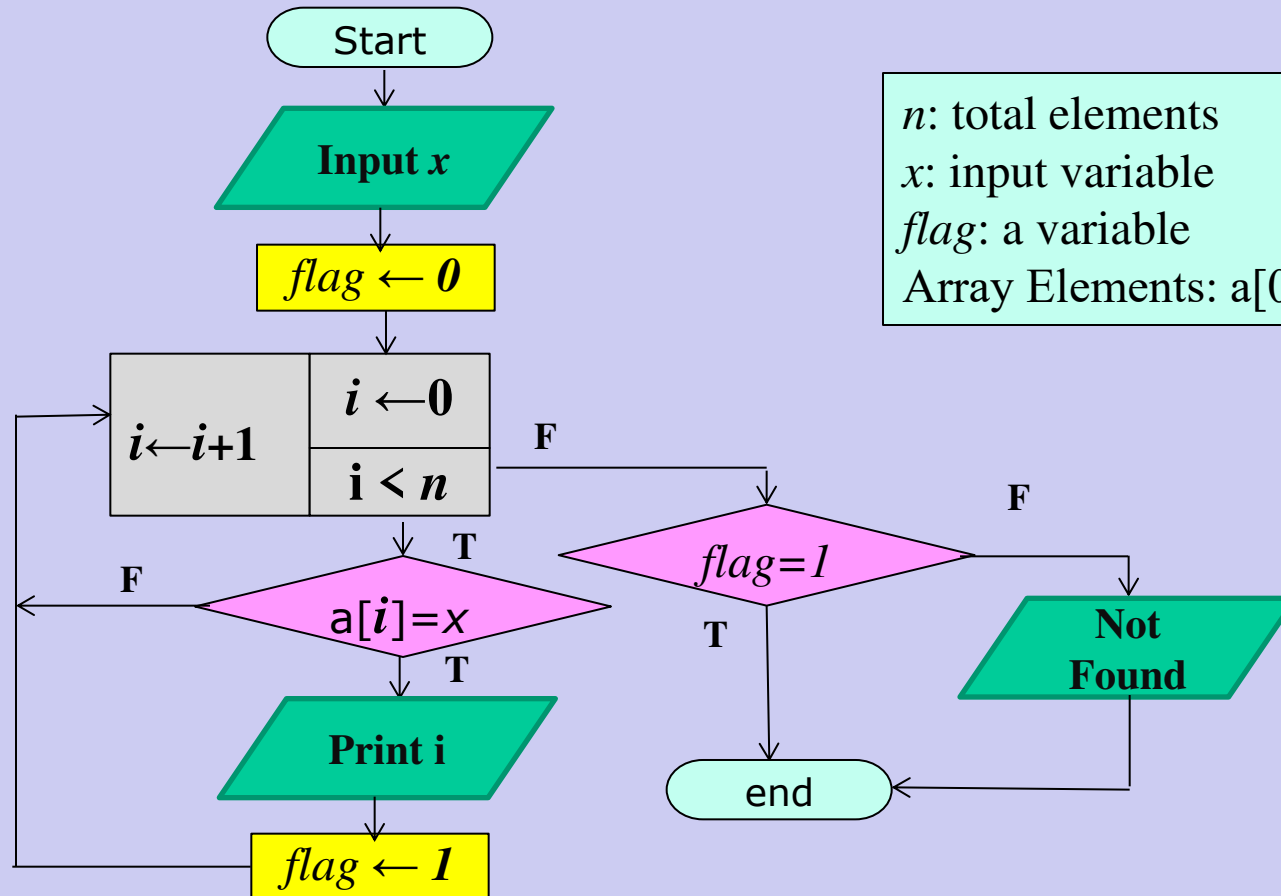 Start
Input x
flag ← 0
i ←0
i←i+1
i < n
F
T
F
a[i]=x
T
Print i
flag ← 1
flag=1
F
T
Not
Found
end
n: total elements
x: input variable
flag: a variable
Array Elements: a[0